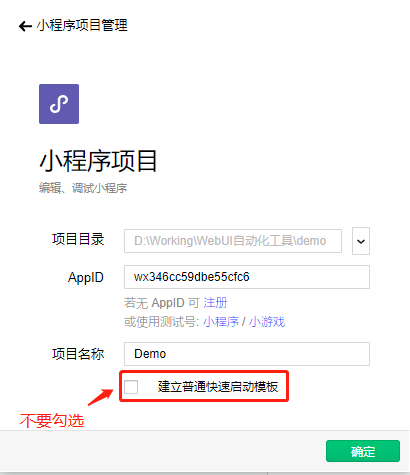 小程序项目管理
小程序项目
编辑、调试小程序
项目目录 D:\Working\WebUI自动化工具\demo
AppID wx346cc59dbe55cfc6
若无 AppID 可 注册
或使用测试号: 小程序 / 小游戏
项目名称 Demo
建立普通快速启动模板
不要勾选
确定